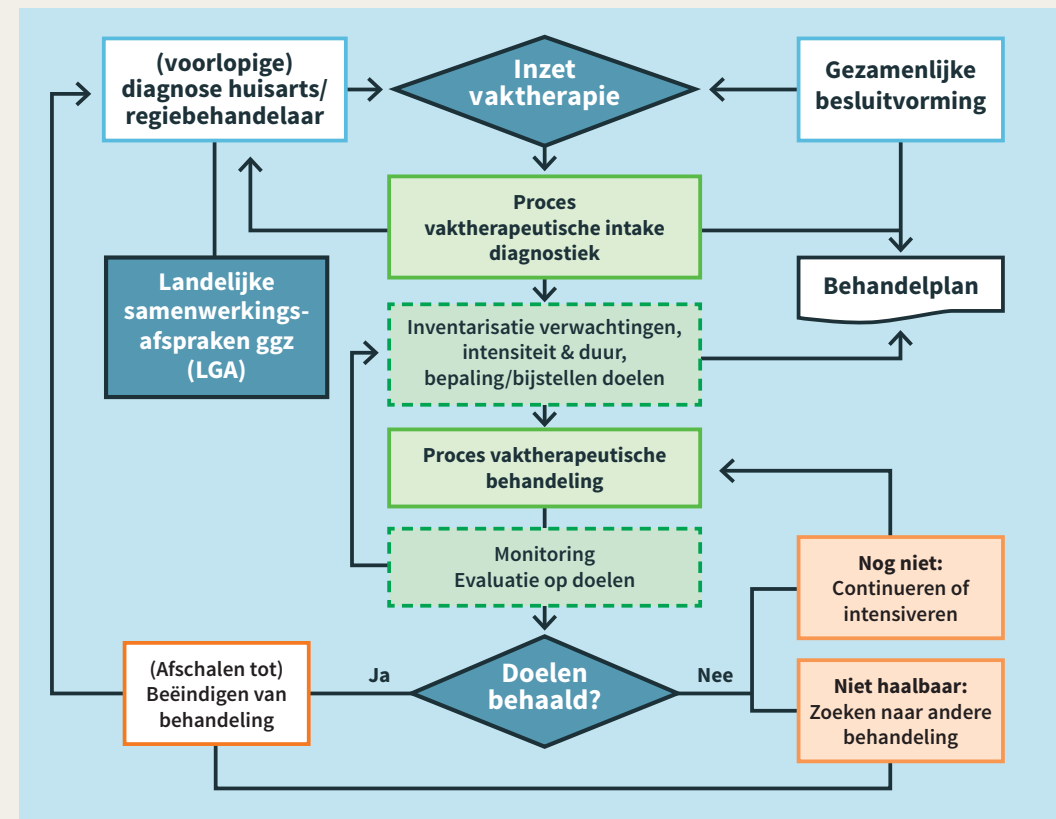 (voorlopige)
diagnose huisarts/
regiebehandelaar
Inzet
vaktherapie
Gezamenlijke
besluitvorming
Proces
vaktherapeutische intake
diagnostiek
Landelijke
samenwerkings-
afspraken ggz
(LGA)
Behandelplan
Inventarisatie verwachtingen,
intensiteit & duur,
bepaling/bijstellen doelen
Proces vaktherapeutische
behandeling
Monitoring
Evaluatie op doelen
Nog niet:
Continueren of
intensiveren
(Afschalen tot)
Beëindigen van
behandeling
Ja
Doelen
behaald?
Nee
Niet haalbaar:
Zoeken naar andere
behandeling